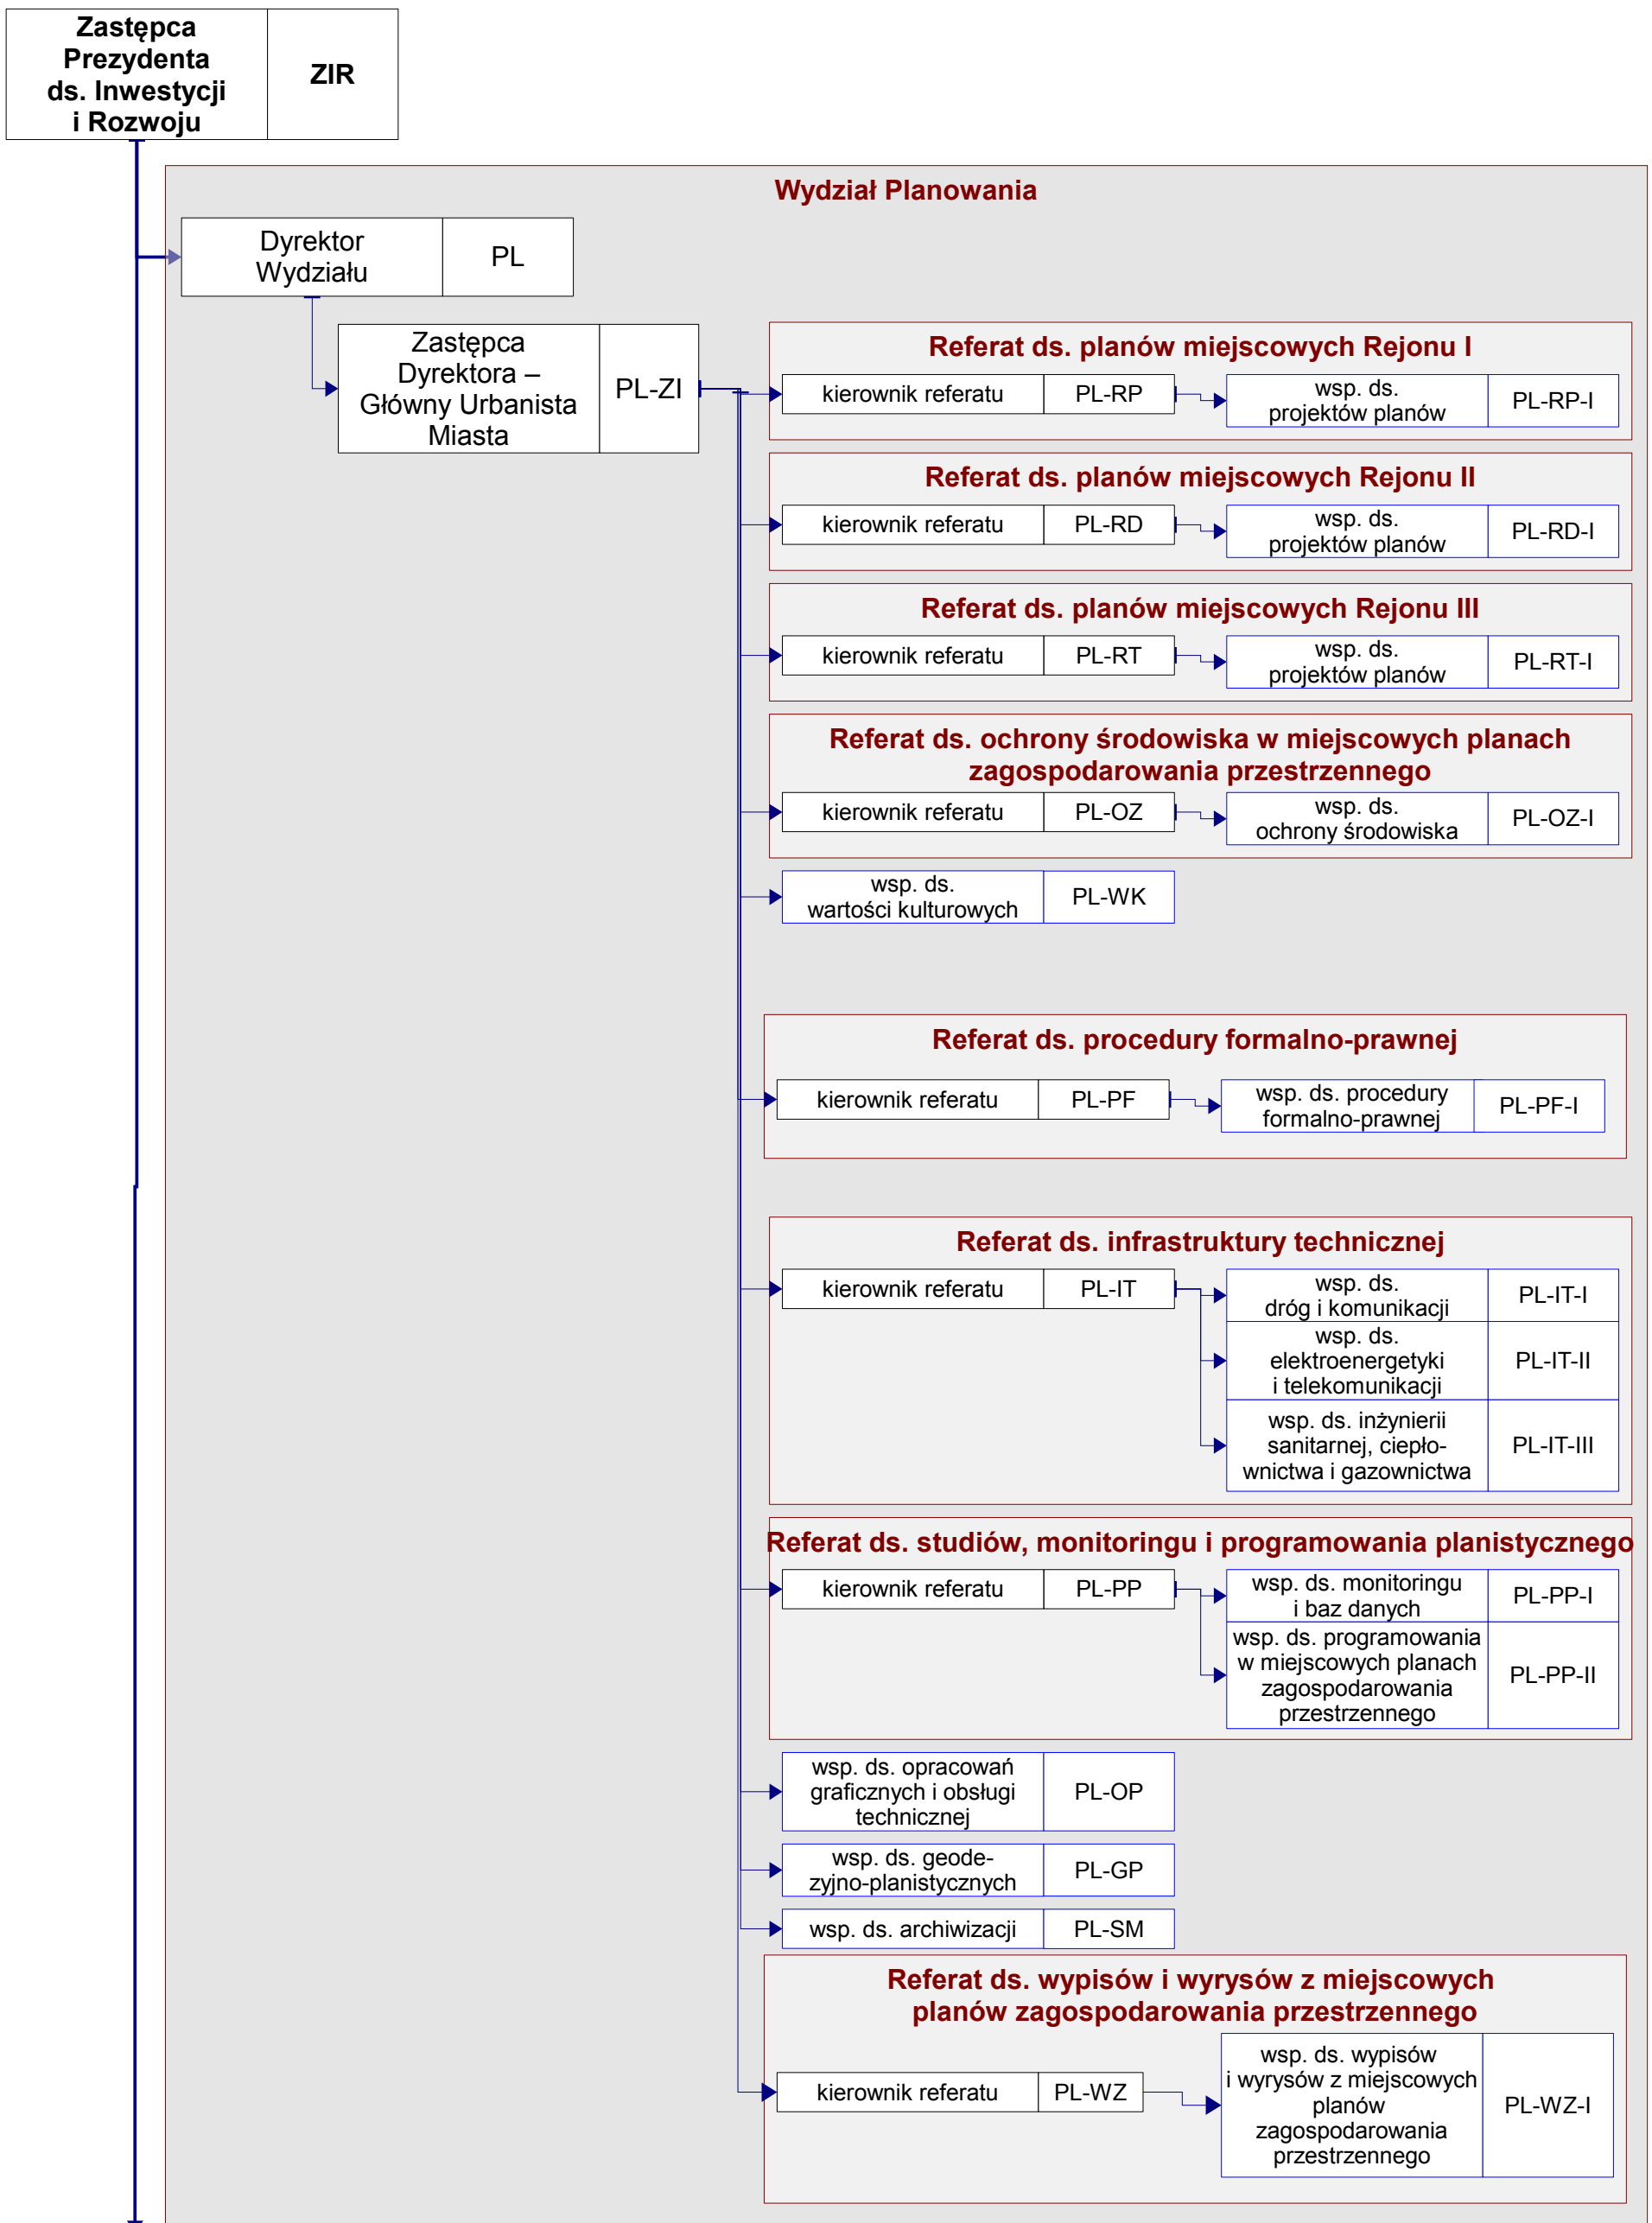 Zastępca
Prezydenta
ds. Inwestycji
i Rozwoju
ZIR
Wydział Planowania
Dyrektor
Wydziału
PL
Zastępca
Dyrektora –
Główny Urbanista
Miasta
PL-ZI
Referat ds. planów miejscowych Rejonu I
kierownik referatu
PL-RP
wsp. ds.
projektów planów
PL-RP-I
Referat ds. planów miejscowych Rejonu II
kierownik referatu
PL-RD
wsp. ds.
projektów planów
PL-RD-I
Referat ds. planów miejscowych Rejonu III
kierownik referatu
PL-RT
wsp. ds.
projektów planów
PL-RT-I
Referat ds. ochrony środowiska w miejscowych planach
zagospodarowania przestrzennego
kierownik referatu
PL-OZ
wsp. ds.
ochrony środowiska
PL-OZ-I
wsp. ds.
wartości kulturowych
PL-WK
Referat ds. procedury formalno-prawnej
kierownik referatu
PL-PF
wsp. ds. procedury
formalno-prawnej
PL-PF-I
Referat ds. infrastruktury technicznej
kierownik referatu
PL-IT
wsp. ds.
dróg i komunikacji
PL-IT-I
wsp. ds.
elektroenergetyki
i telekomunikacji
PL-IT-II
wsp. ds. inżynierii
sanitarnej, ciepło-
wnictwa i gazownictwa
PL-IT-III
Referat ds. studiów, monitoringu i programowania planistycznego
kierownik referatu
PL-PP
wsp. ds. monitoringu
i baz danych
PL-PP-I
wsp. ds. programowania
w miejscowych planach
zagospodarowania
przestrzennego
PL-PP-II
wsp. ds. opracowań
graficznych i obsługi
technicznej
PL-OP
wsp. ds. geode-
zyjno-planistycznych
PL-GP
wsp. ds. archiwizacji
PL-SM
Referat ds. wypisów i wyrysów z miejscowych
planów zagospodarowania przestrzennego
kierownik referatu
PL-WZ
wsp. ds. wypisów
i wyrysów z miejscowych
planów
zagospodarowania
przestrzennego
PL-WZ-I